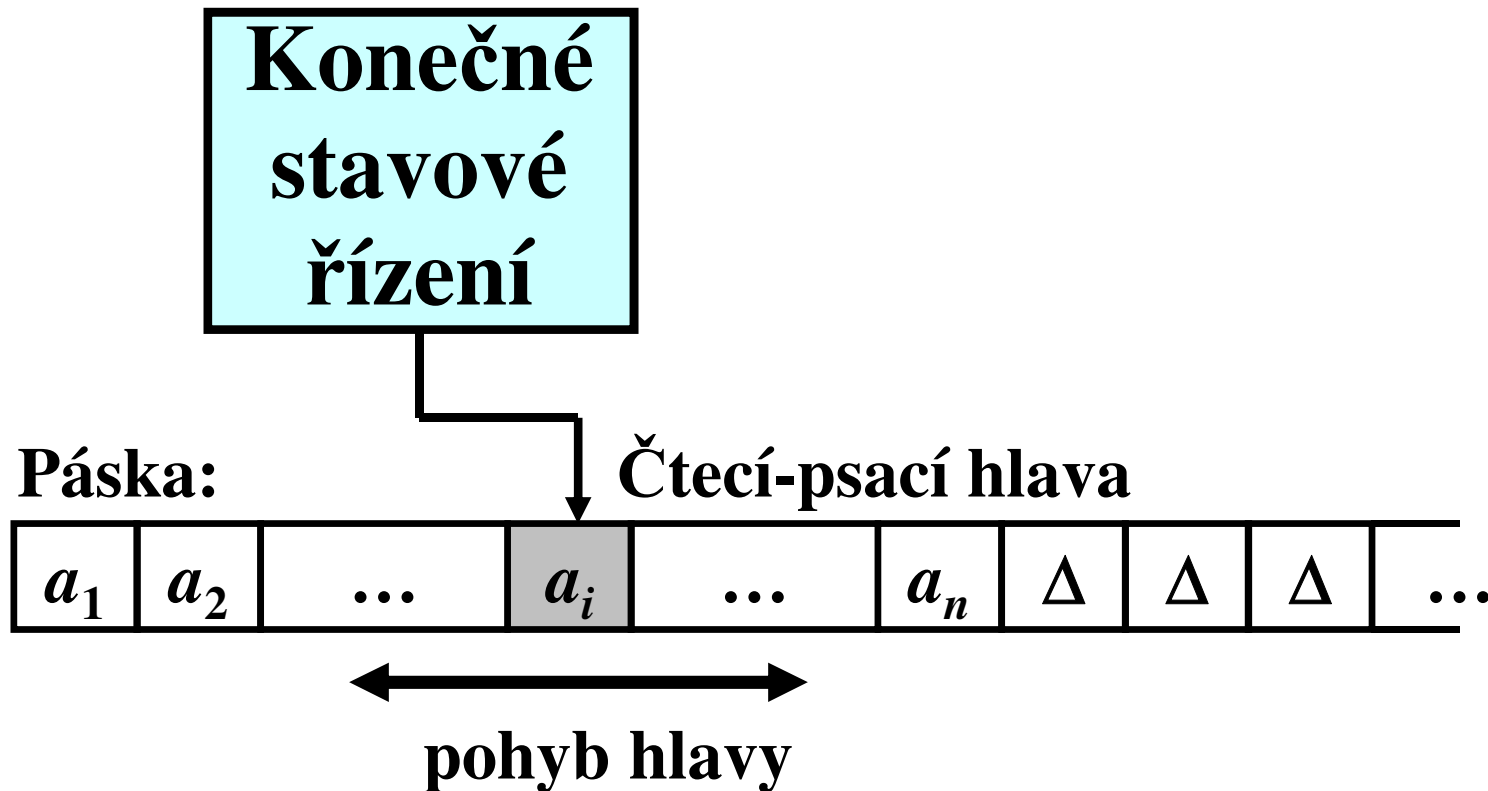 Konečné
stavové
řízení
Páska:
Čtecí-psací hlava
a1 a2 … ai … an Δ Δ Δ …
pohyb hlavy